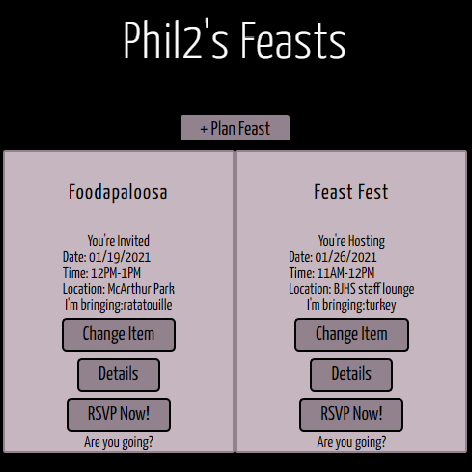 Phil2's Feasts
+ Plan Feast
Foodapaloosa
You're Invited
Date: 01/19/2021
Time: 12PM-1PM
Location: McArthur Park
I'm bringing:ratatouille
Change Item
Details
RSVP Now!
Are you going?
Feast Fest
You're Hosting
Date: 01/26/2021
Time: 11AM-12PN
Location: BJHS staff lounge
I'm bringing:turkey
Change Item
Details
RSVP Now!
Are you going?